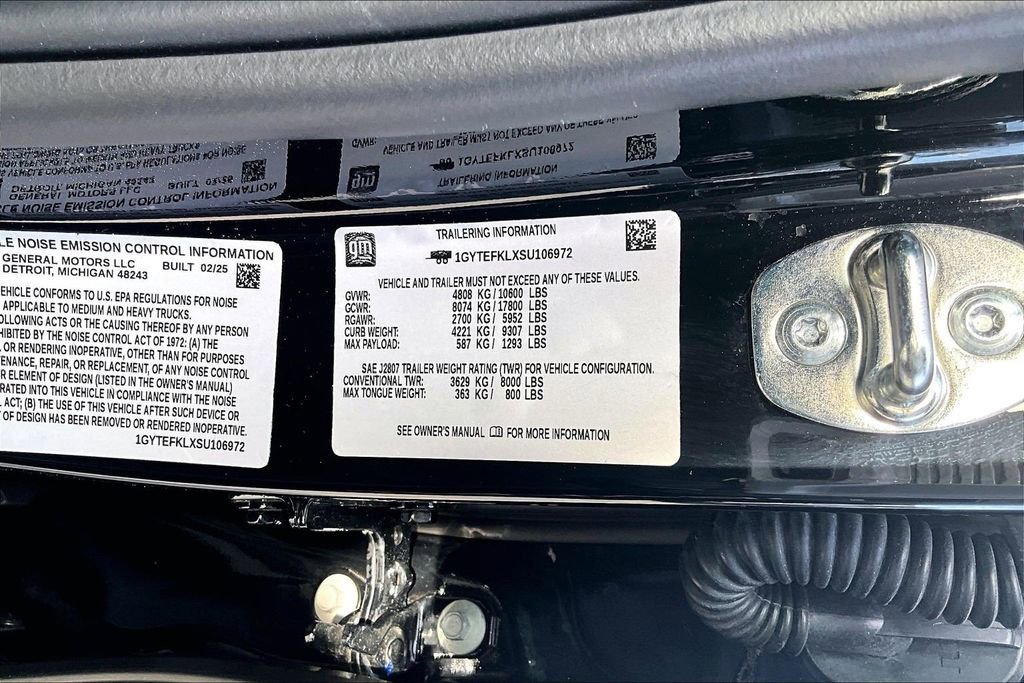 LE NOISE EMISSION CONTROL INFORMATION
GENERAL MOTORS LLC
DETROIT, MICHIGAN 48243 BUILT 02/25
EHICLE CONFORMS TO U.S. EPA REGULATIONS FOR NOISE
APPLICABLE TO MEDIUM AND HEAVY TRUCKS.
OLLOWING ACTS OR THE CAUSING THEREOF BY ANY PERSON
HIBITED BY THE NOISE CONTROL ACT OF 1972: (A) THE
L OR RENDERING INOPERATIVE, OTHER THAN FOR PURPOSES
TENANCE, REPAIR, OR REPLACEMENT, OF ANY NOISE CONTROL
OR ELEMENT OF DESIGN (LISTED IN THE OWNER'S MANUAL)
RATED INTO THIS VEHICLE IN COMPLIANCE WITH THE NOISE
L ACT; (B) THE USE OF THIS VEHICLE AFTER SUCH DEVICE OR
T OF DESIGN HAS BEEN REMOVED OR RENDERED INOPERATIVE.
1GYTEFKLXSU106972
gm
TRAILERING INFORMATION
1GYTEFKLXSU106972
VEHICLE AND TRAILER MUST NOT EXCEED ANY OF THESE VALUES.
GVWR: 4808 KG / 10600 LBS
GCWR: 8074 KG / 17800 LBS
RGAWR: 2700 KG / 5952 LBS
CURB WEIGHT: 4221 KG / 9307 LBS
MAX PAYLOAD: 587 KG / 1293 LBS
SAE J2807 TRAILER WEIGHT RATING (TWR) FOR VEHICLE CONFIGURATION.
CONVENTIONAL TWR: 3629 KG / 8000 LBS
MAX TONGUE WEIGHT: 363 KG / 800 LBS
SEE OWNER'S MANUAL FOR MORE INFORMATION